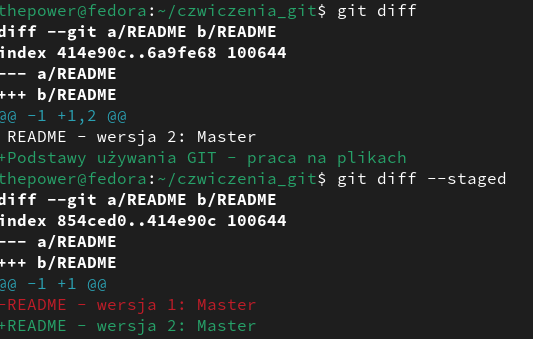 thepower@fedora:~/czwiczenia_git$ git diff
diff --git a/README b/README
index 414e90c..6a9fe68 100644
--- a/README
+++ b/README
@@ -1 +1,2 @@
 README - wersja 2: Master
+Podstawy używania GIT - praca na plikach
thepower@fedora:~/czwiczenia_git$ git diff --staged
diff --git a/README b/README
index 854ced0..414e90c 100644
--- a/README
+++ b/README
@@ -1 +1 @@
-README - wersja 1: Master
+README - wersja 2: Master